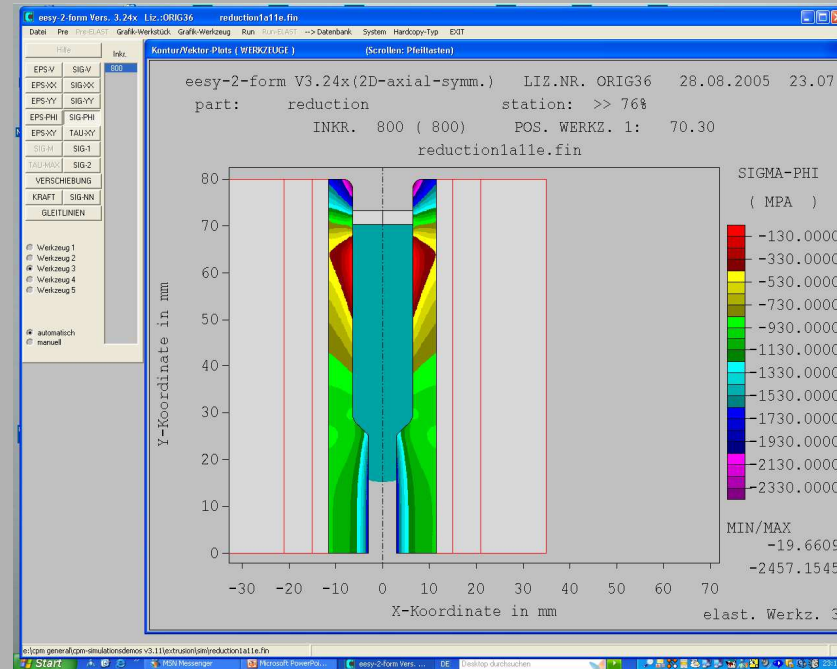 eesy-2-form Vers. 3.24x Liz.:ORIG36 reduction1a11e.fin
Datei Pre Pre-ELAST Grafik-Werkstück Grafik-Werkzeug Run Run-ELAST --> Datenbank System Hardcopy-Typ EXIT
Hilfe
Inkr.
800
EPS-V SIG-V
EPS-XX SIG-XX
EPS-YY SIG-YY
EPS-PHI SIG-PHI
EPS-XY TAU-XY
SIG-M SIG-1
TAU-MAX SIG-2
VERSCHIEBUNG
KRAFT SIG-NN
GLEITLINIEN
Werkzeug 1
Werkzeug 2
Werkzeug 3
Werkzeug 4
Werkzeug 5
automatisch
manuell
Kontur/Vektor-Plots ( WERKZEUGE ) (Scrollen: Pfeiltasten)
eesy-2-form V3.24x(2D-axial-symm.) LIZ.NR. ORIG36 28.08.2005 23.07
part: reduction station: >> 76%
INKR. 800 ( 800) POS. WERKZ. 1: 70.30
reduction1a11e.fin
SIGMA-PHI
( MPA )
-130.0000
-330.0000
-530.0000
-730.0000
-930.0000
-1130.0000
-1330.0000
-1530.0000
-1730.0000
-1930.0000
-2130.0000
-2330.0000
MIN/MAX
-19.6609
-2457.1545
80
70
60
50
40
30
20
10
0
Y-Koordinate in mm
-30 -20 -10 0 10 20 30 40 50 60 70
X-Koordinate in mm
elast. Werkz. 3
e:\cpm general\cpm-simulationsdemos v3.11\extrusion\sim\reduction1a11e.fin
Start MSN Messenger Microsoft PowerPoi... eesy-2-form Vers. ... DE Desktop durchsuchen